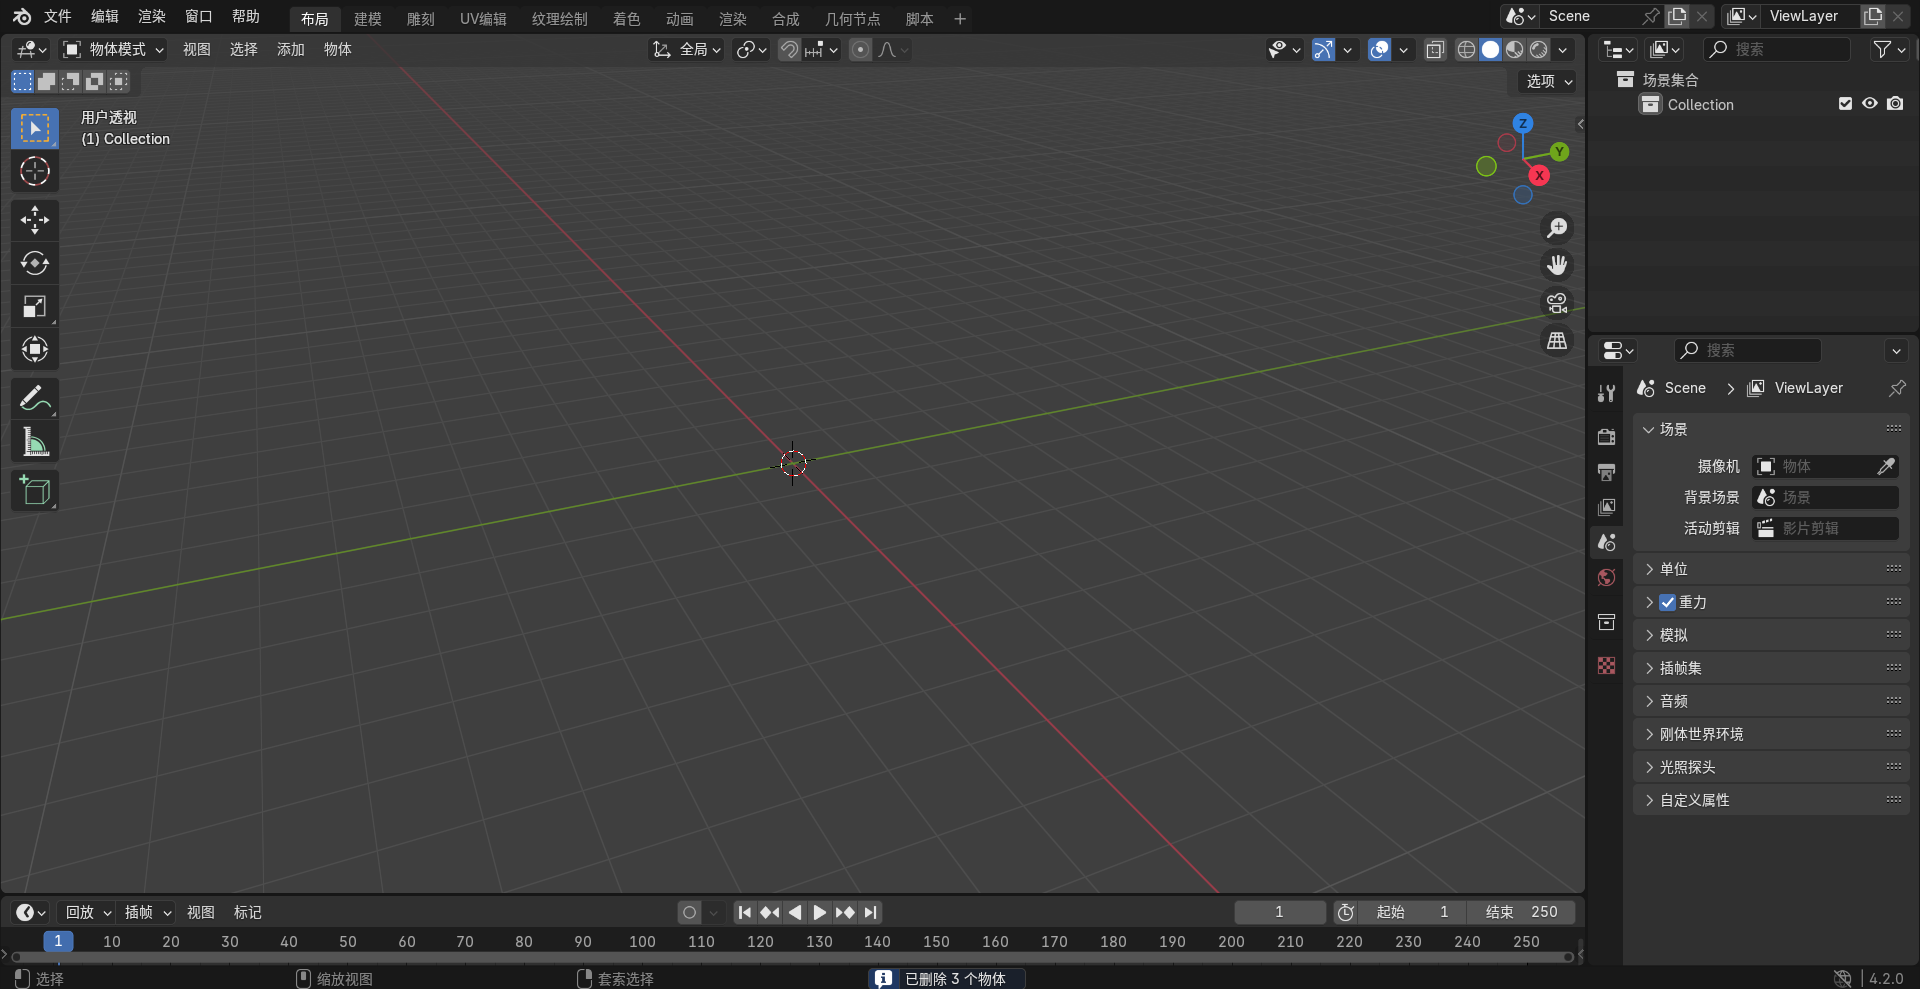 文件 编辑 渲染 窗口 帮助 布局 建模 雕刻 UV编辑 纹理绘制 着色 动画 渲染 合成 几何节点 脚本 + Scene ViewLayer
物体模式 视图 选择 添加 物体 全局 搜索
选项
场景集合
Collection
用户透视
(1) Collection
Z
Y
X
搜索
Scene ViewLayer
场景
摄像机 物体
背景场景 场景
活动剪辑 影片剪辑
单位
重力
模拟
插帧集
音频
刚体世界环境
光照探头
自定义属性
回放 插帧 视图 标记 1 起始 1 结束 250
1 10 20 30 40 50 60 70 80 90 100 110 120 130 140 150 160 170 180 190 200 210 220 230 240 250
选择 缩放视图 套索选择 已删除 3 个物体 4.2.0